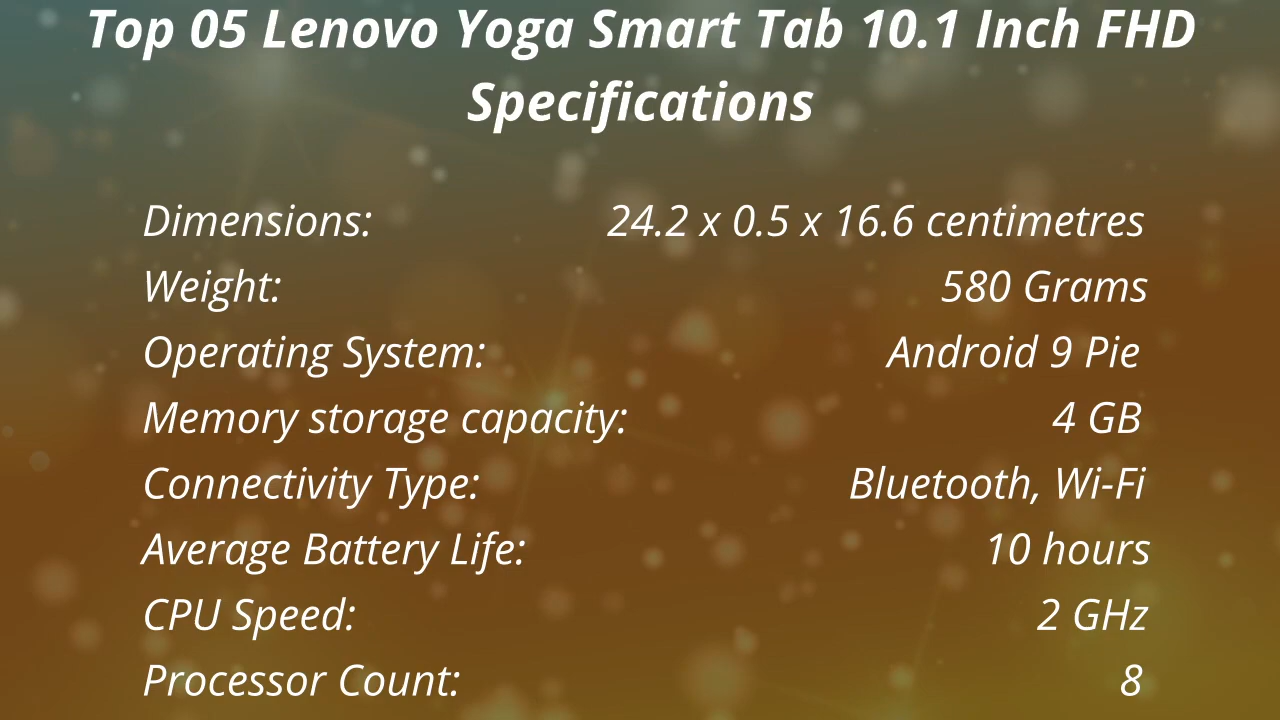 Top 05 Lenovo Yoga Smart Tab 10.1 Inch FHD
Specifications
Dimensions: 24.2 x 0.5 x 16.6 centimetres
Weight: 580 Grams
Operating System: Android 9 Pie
Memory storage capacity: 4 GB
Connectivity Type: Bluetooth, Wi-Fi
Average Battery Life: 10 hours
CPU Speed: 2 GHz
Processor Count: 8